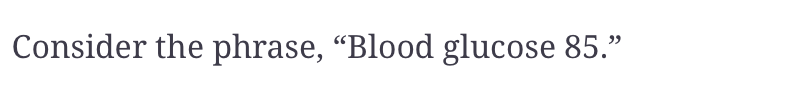 Consider the phrase, “Blood glucose 85.”